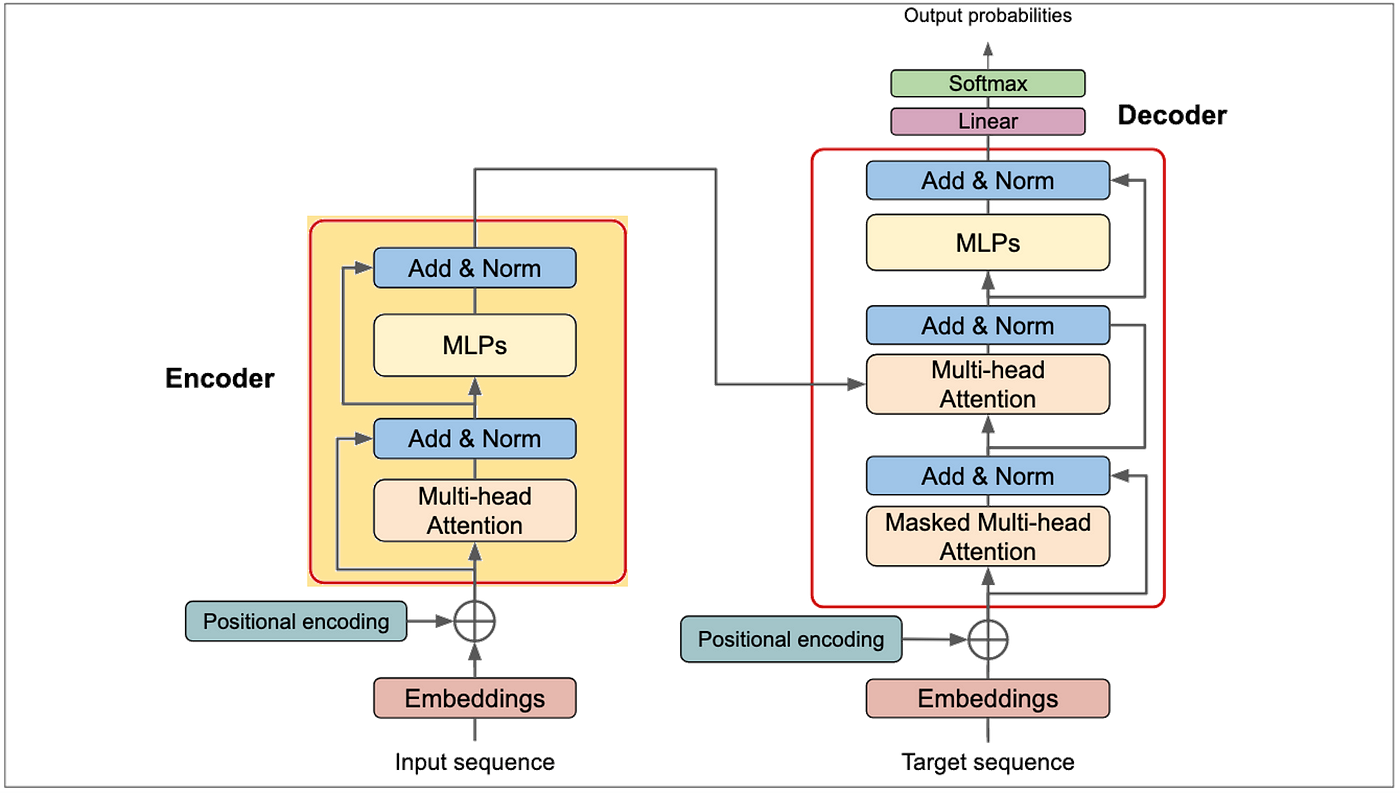 Output probabilities
Softmax
Linear
Decoder
Add & Norm
MLPs
Add & Norm
Multi-head
Attention
Add & Norm
Masked Multi-head
Attention
Positional encoding
Embeddings
Target sequence
Encoder
Add & Norm
MLPs
Add & Norm
Multi-head
Attention
Positional encoding
Embeddings
Input sequence